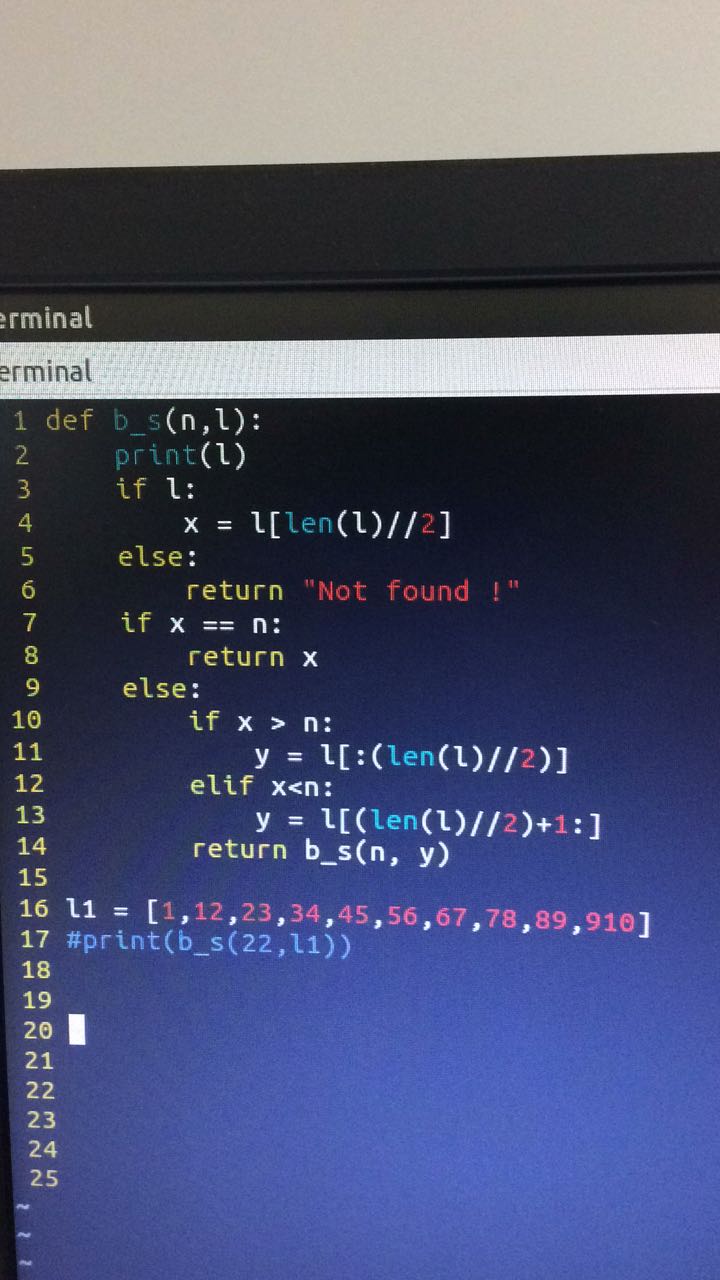 erminal
erminal
1 def b_s(n,l):
2     print(l)
3     if l:
4         x = l[len(l)//2]
5     else:
6         return "Not found !"
7     if x == n:
8         return x
9     else:
10         if x > n:
11             y = l[:(len(l)//2)]
12         elif x<n:
13             y = l[(len(l)//2)+1:]
14         return b_s(n, y)
15
16 l1 = [1,12,23,34,45,56,67,78,89,910]
17 #print(b_s(22,l1))
18
19
20
21
22
23
24
25
~
~
~